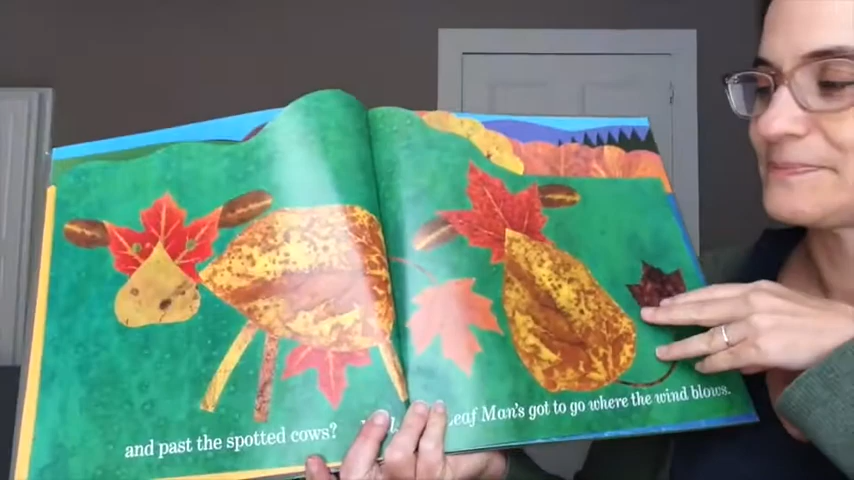 and past the spotted cows?
Leaf Man's got to go where the wind blows.